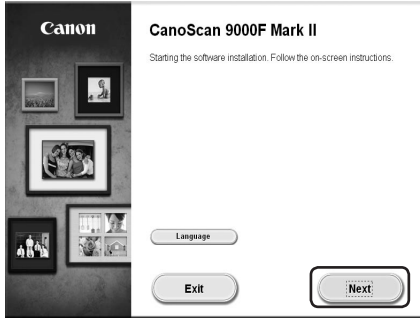 Canon
CanoScan 9000F Mark II
Starting the software installation. Follow the on-screen instructions.
Language
Exit
Next